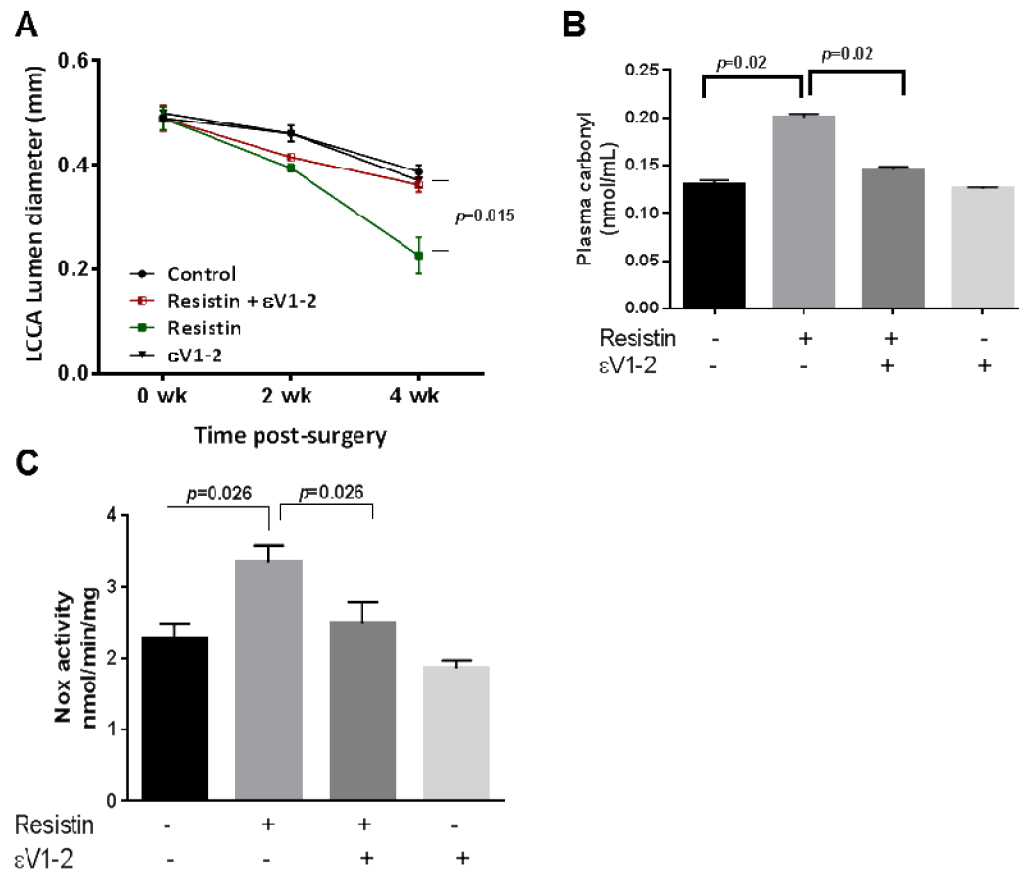 A
LCCA Lumen diameter (mm)
0.6
0.4
0.2
0.0
Control
Resistin + εV1-2
Resistin
εV1-2
p=0.015
0 wk 2 wk 4 wk
Time post-surgery
B
p=0.02 p=0.02
Plasma carbonyl
(nmol/mL)
0.25
0.20
0.15
0.10
0.05
0.00
Resistin - + + -
εV1-2 - - + +
C
p=0.026 p=0.026
Nox activity
nmol/min/mg
4
3
2
1
0
Resistin - + + -
εV1-2 - - + +